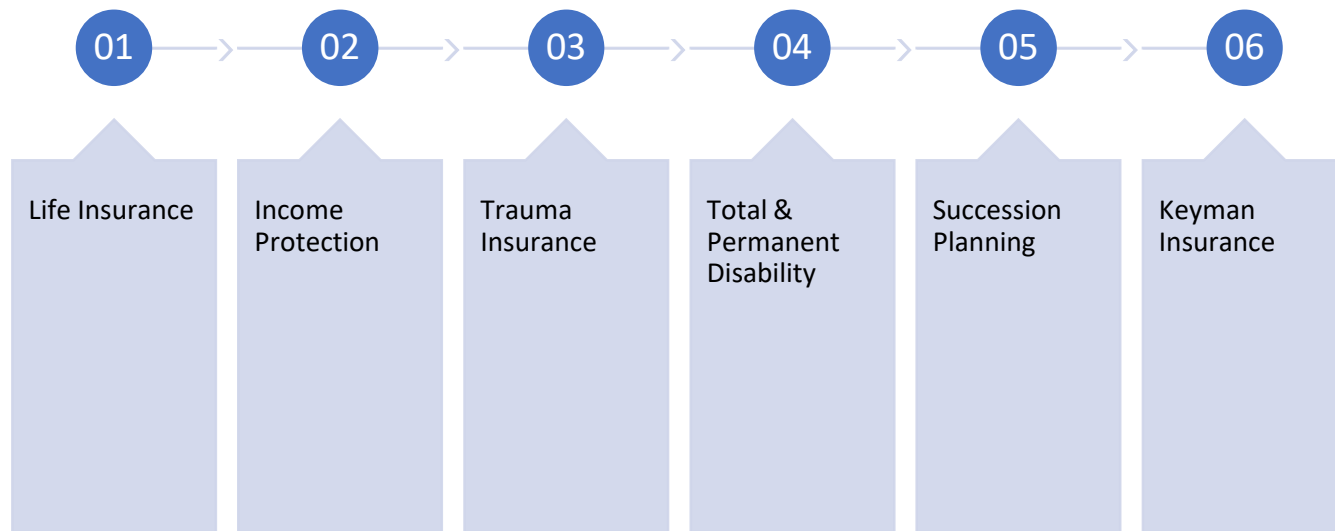 01
02
03
04
05
06
Life Insurance
Income
Protection
Trauma
Insurance
Total &
Permanent
Disability
Succession
Planning
Keyman
Insurance